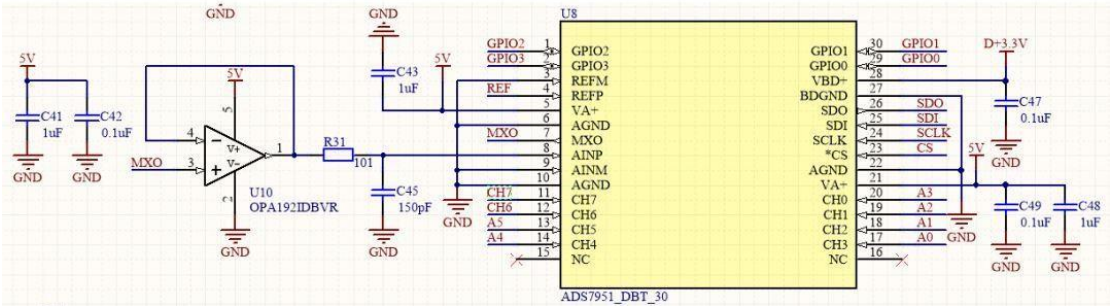 GND
5V
C41
1uF
C42
0.1uF
GND
GND
5V
5
4
3
MXO
V+
V-
1
2
U10
OPA192IDBVR
GND
R31
101
C45
150pF
GND
GND
C43
1uF
5V
GND
U8
GPIO2 1 GPIO2
GPIO3 2 GPIO3
3 REFM
REF 4 REFP
5 VA+
6 AGND
MXO 7 MXO
8 AINP
9 AINM
10 AGND
CH7 11 CH7
CH6 12 CH6
A5 13 CH5
A4 14 CH4
15 NC
GPIO1 30 GPIO1
GPIO0 29 GPIO0
VBD+ 28
BDGND 27
SDO 26 SDO
SDI 25 SDI
SCLK 24 SCLK
*CS 23 CS
AGND 22
VA+ 21
CH0 20 A3
CH1 19 A2
CH2 18 A1
CH3 17 A0
NC 16
ADS7951_DBT_30
D+3.3V
C47
0.1uF
GND
5V
GND
C49
0.1uF
C48
1uF
GND
GND